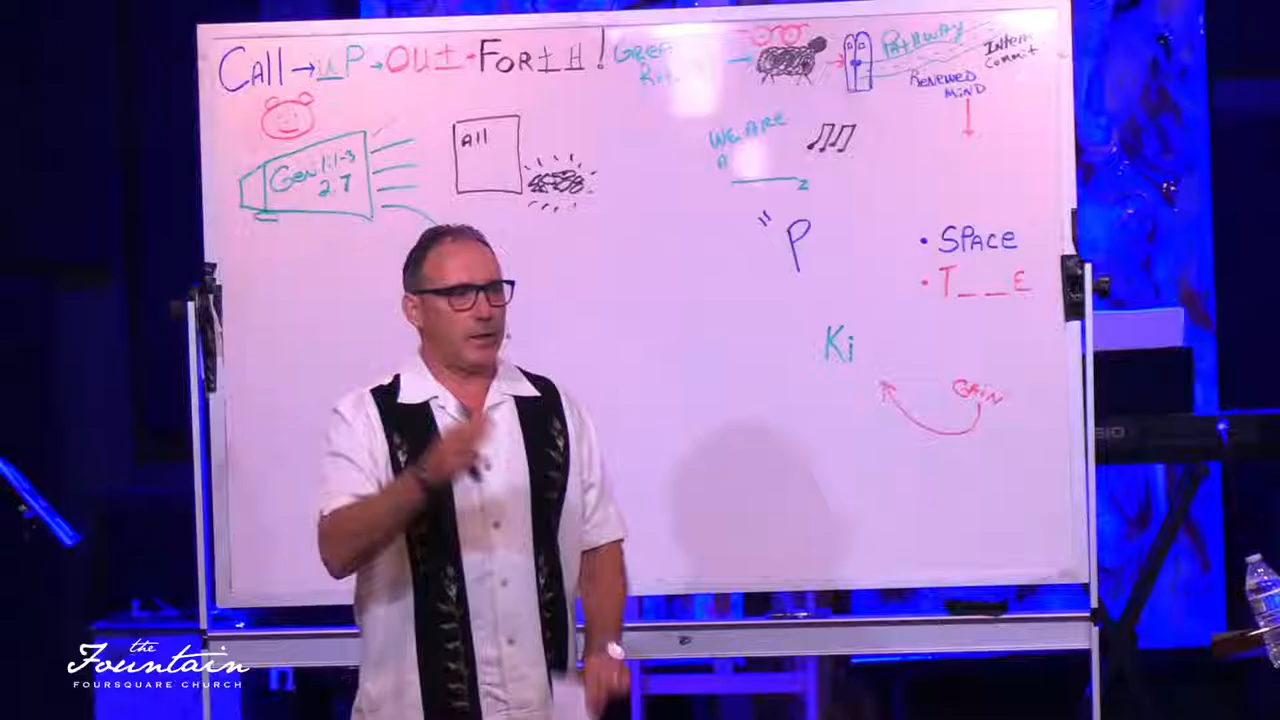 CAll → UP → OUt → FORtH!
PAthWAY
RENEWED
MiND
Gen 1:1-3
2:7
All
WE ARE
A
" P
• SPACE
• T _ _ E
Ki
GAiN
the
Fountain
FOURSQUARE CHURCH